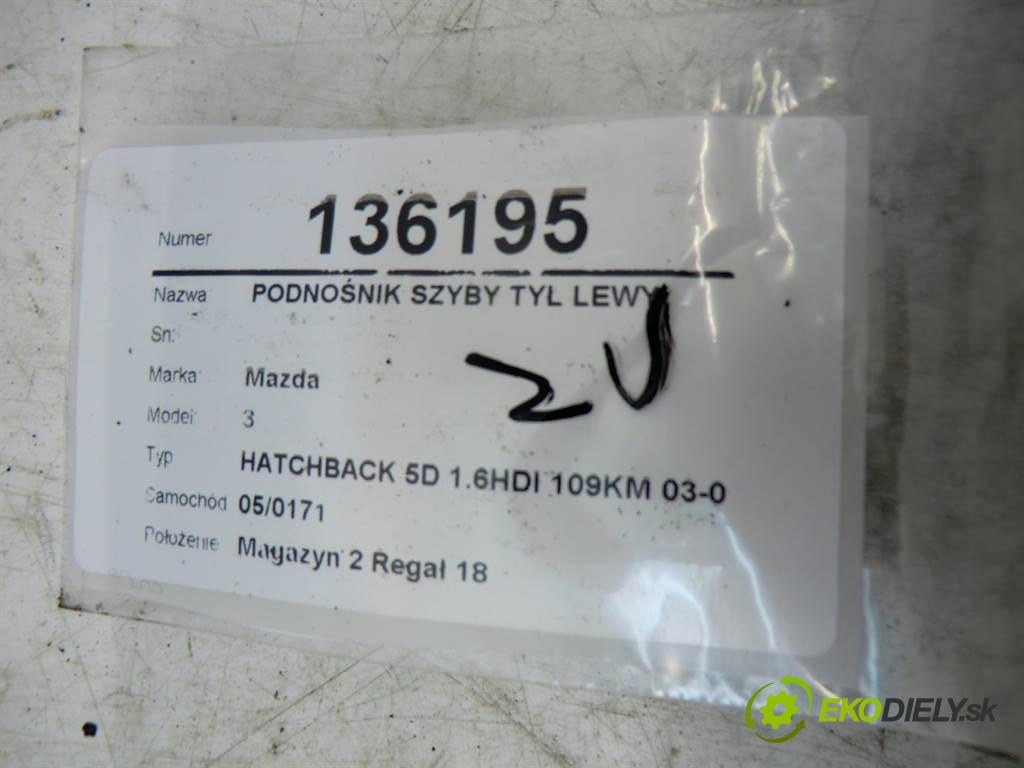 Numer 136195
Nazwa PODNOŚNIK SZYBY TYŁ LEWY
Sn:
Marka: Mazda
Model: 3
Typ HATCHBACK 5D 1.6HDI 109KM 03-0
Samochód 05/0171
Położenie Magazyn 2 Regał 18
EKODIELY.sk